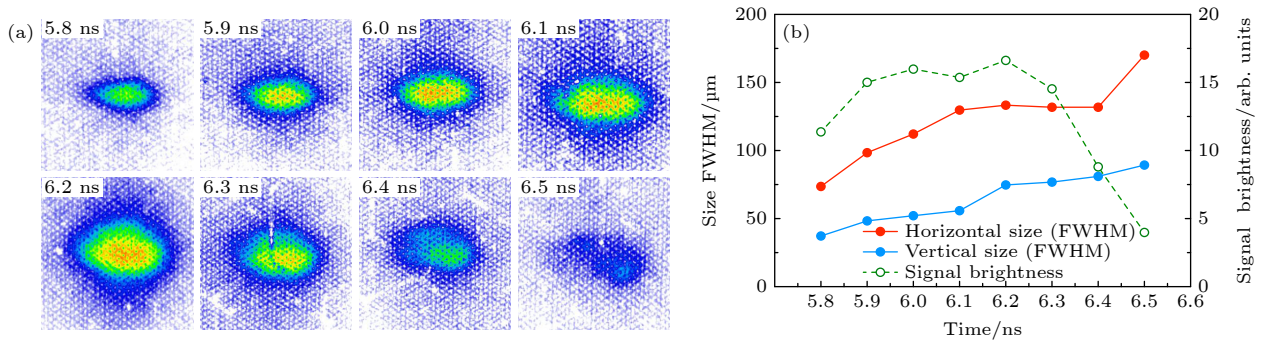 (a)
5.8 ns
5.9 ns
6.0 ns
6.1 ns
6.2 ns
6.3 ns
6.4 ns
6.5 ns
(b)
Size FWHM/μm
200
150
100
50
0
Horizontal size (FWHM)
Vertical size (FWHM)
Signal brightness
20
15
10
5
0
Signal brightness/arb. units
5.8 5.9 6.0 6.1 6.2 6.3 6.4 6.5 6.6
Time/ns